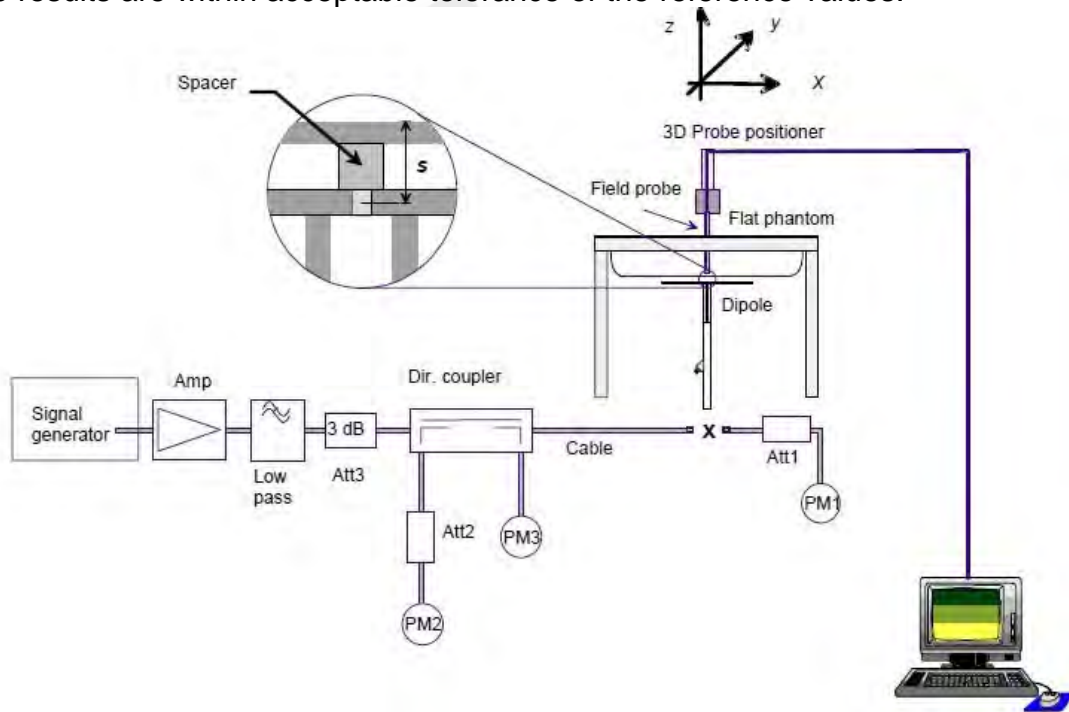 results are within acceptable tolerance of the reference values.
z
y
X
Spacer
s
3D Probe positioner
Field probe
Flat phantom
Dipole
Dir. coupler
Amp
Signal
generator
3 dB
Low
pass
Att3
Cable
X
Att1
PM1
Att2
PM3
PM2